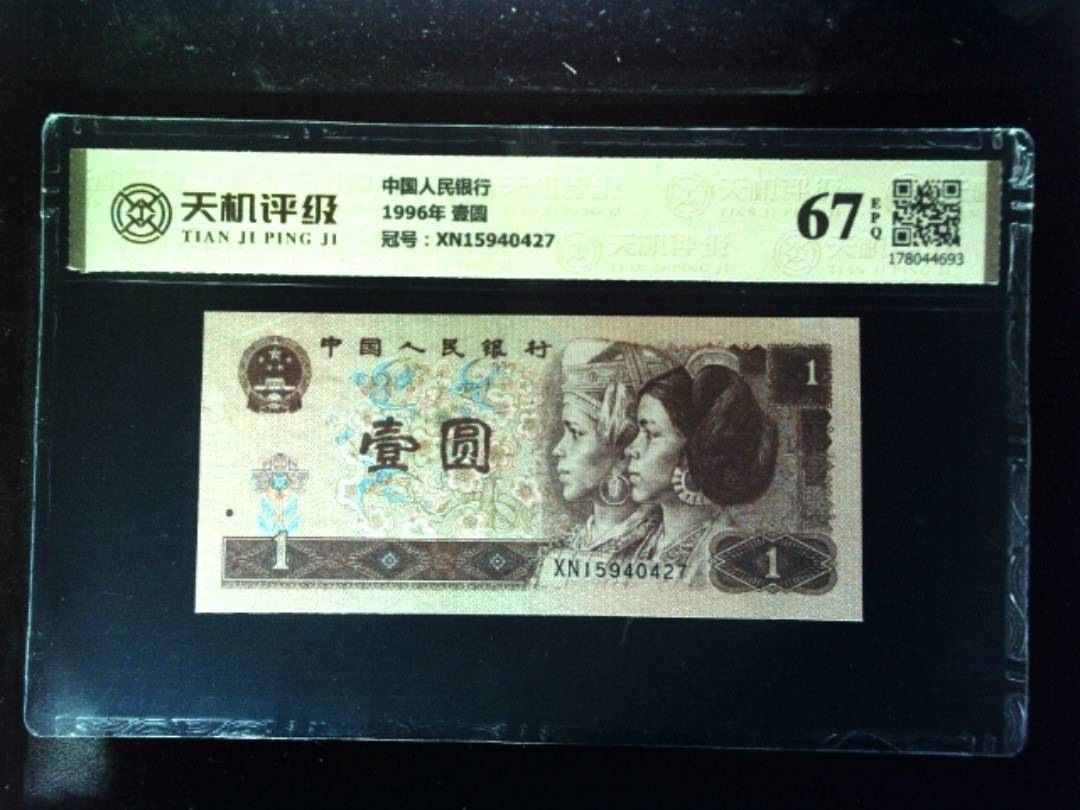 天机评级
TIAN JI PING JI
中国人民银行
1996年 壹圆
冠号：XN15940427
67
EPQ
178044693
中国人民银行
1
壹圆
1
XN15940427
1